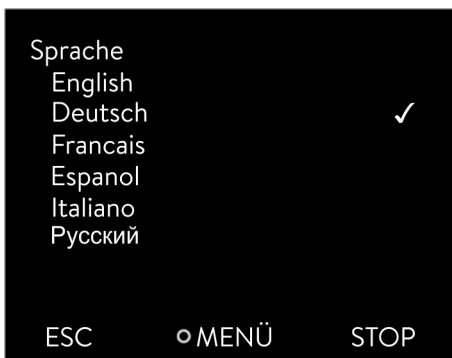 Sprache
English
Deutsch ✓
Francais
Espanol
Italiano
Русский
ESC MENÜ STOP